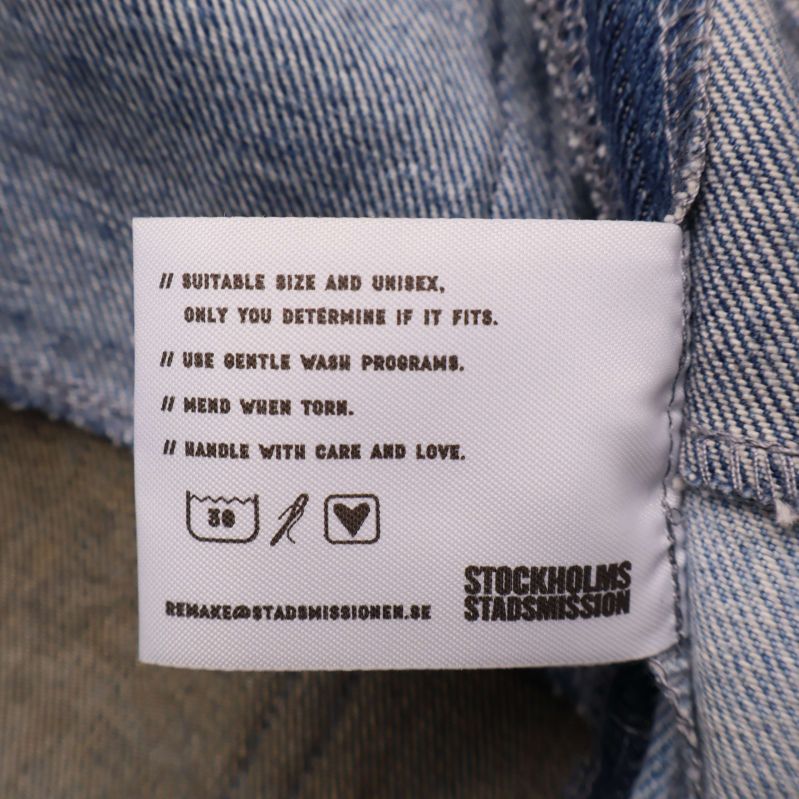 // SUITABLE SIZE AND UNISEX,
ONLY YOU DETERMINE IF IT FITS.
// USE GENTLE WASH PROGRAMS.
// MEND WHEN TORN.
// HANDLE WITH CARE AND LOVE.
30
REMAKE@STADSMISSIONEN.SE
STOCKHOLMS
STADSMISSION